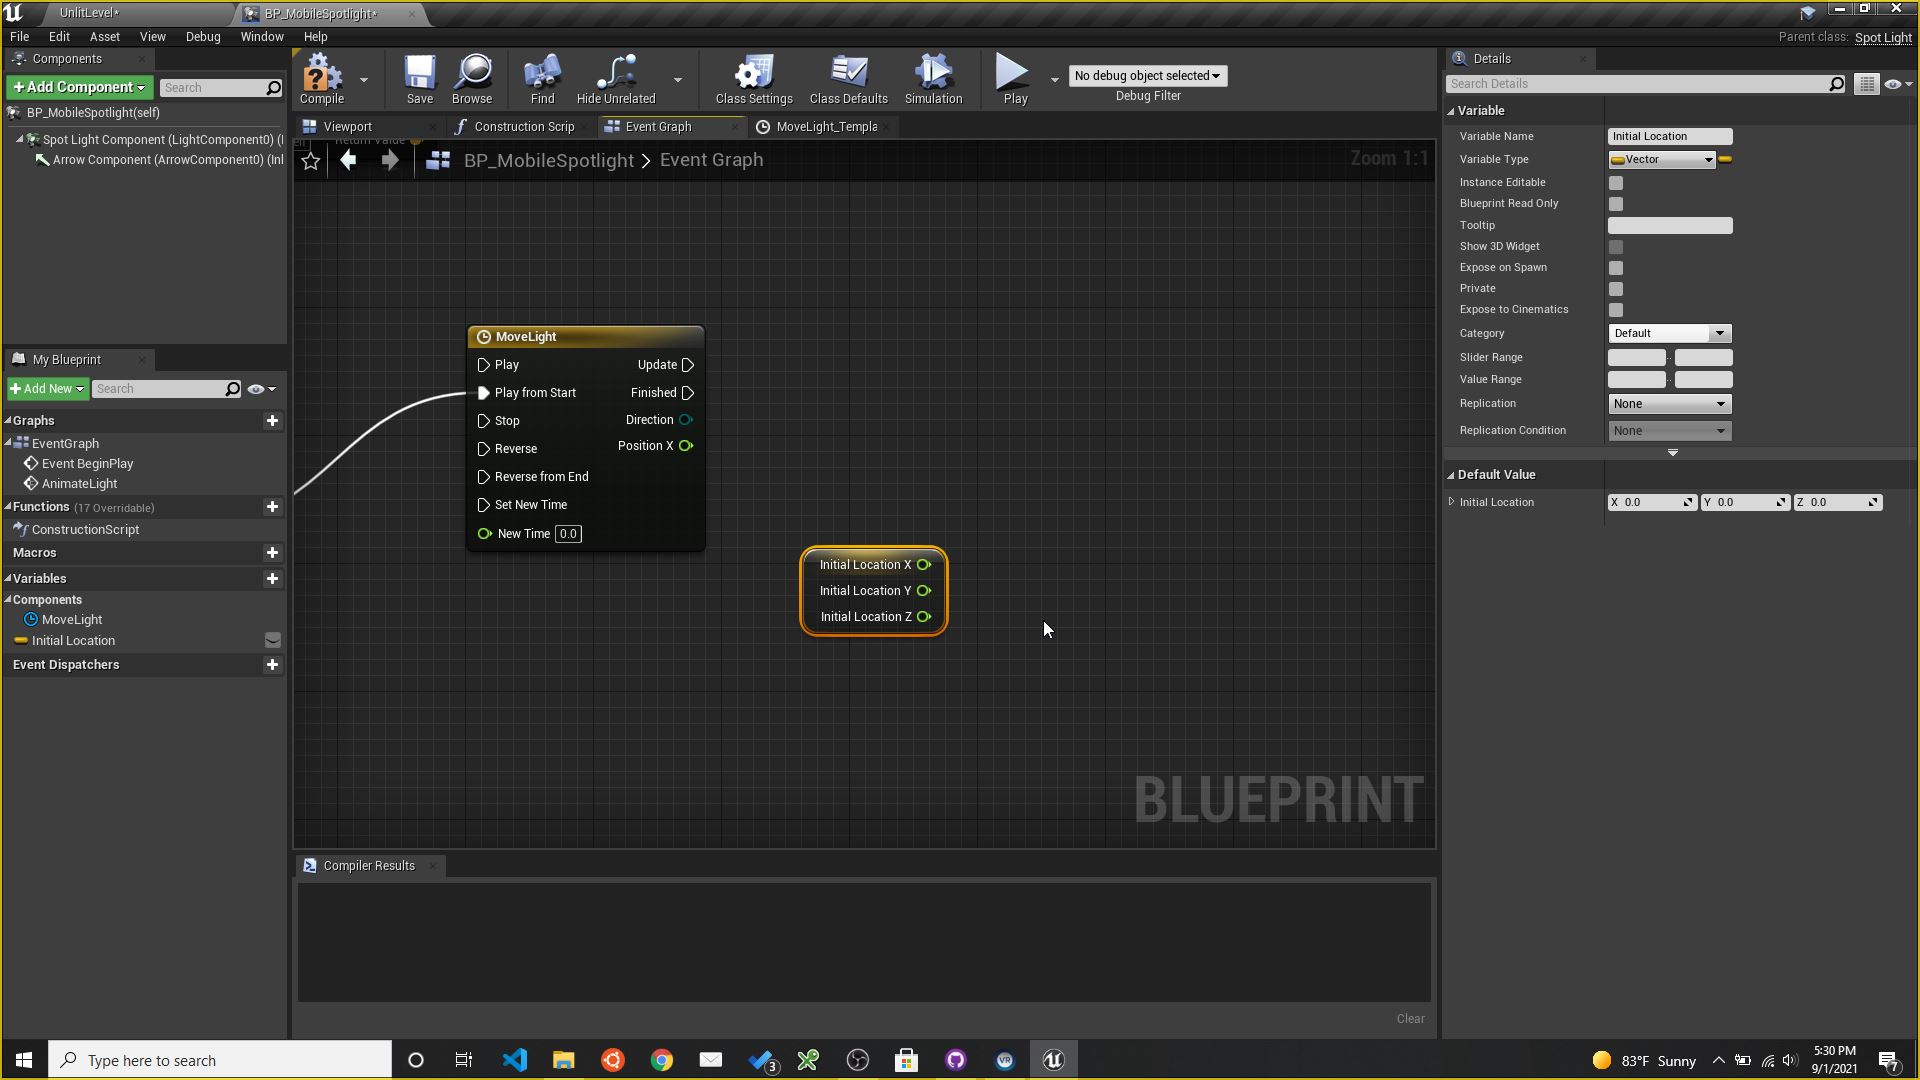 UnlitLevel*
BP_MobileSpotlight*
File Edit Asset View Debug Window Help
Parent class: Spot Light
Components
+Add Component
Search
BP_MobileSpotlight(self)
Spot Light Component (LightComponent0) (I
Arrow Component (ArrowComponent0) (Inl
My Blueprint
+Add New
Search
Graphs
EventGraph
Event BeginPlay
AnimateLight
Functions (17 Overridable)
ConstructionScript
Macros
Variables
Components
MoveLight
Initial Location
Event Dispatchers
Compile
Save
Browse
Find
Hide Unrelated
Class Settings
Class Defaults
Simulation
Play
No debug object selected
Debug Filter
Viewport
Construction Scrip
Event Graph
MoveLight_Templa
Return Value
BP_MobileSpotlight > Event Graph
Zoom 1:1
MoveLight
Play
Update
Play from Start
Finished
Stop
Direction
Reverse
Position X
Reverse from End
Set New Time
New Time 0.0
Initial Location X
Initial Location Y
Initial Location Z
BLUEPRINT
Compiler Results
Clear
Details
Search Details
Variable
Variable Name Initial Location
Variable Type Vector
Instance Editable
Blueprint Read Only
Tooltip
Show 3D Widget
Expose on Spawn
Private
Expose to Cinematics
Category Default
Slider Range
Value Range
Replication None
Replication Condition None
Default Value
Initial Location X 0.0 Y 0.0 Z 0.0
Type here to search
3
VR
83°F Sunny
5:30 PM
9/1/2021
7